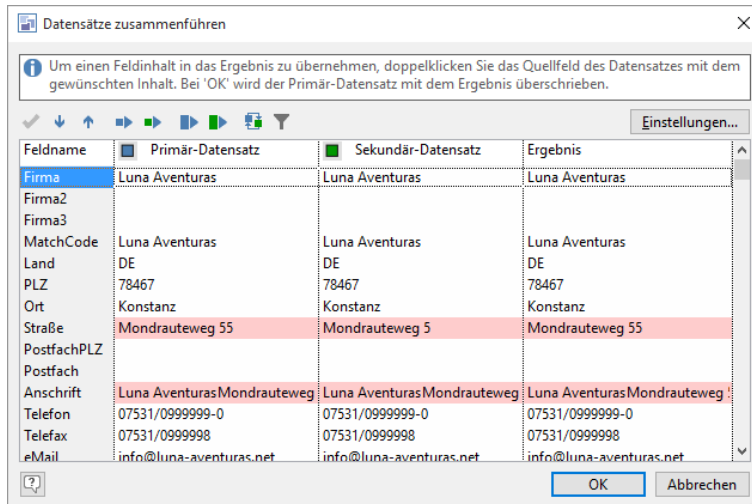 Datensätze zusammenführen
Um einen Feldinhalt in das Ergebnis zu übernehmen, doppelklicken Sie das Quellfeld des Datensatzes mit dem
gewünschten Inhalt. Bei 'OK' wird der Primär-Datensatz mit dem Ergebnis überschrieben.
Einstellungen...
Feldname Primär-Datensatz Sekundär-Datensatz Ergebnis
Firma Luna Aventuras Luna Aventuras Luna Aventuras
Firma2
Firma3
MatchCode Luna Aventuras Luna Aventuras Luna Aventuras
Land DE DE DE
PLZ 78467 78467 78467
Ort Konstanz Konstanz Konstanz
Straße Mondrauteweg 55 Mondrauteweg 5 Mondrauteweg 55
PostfachPLZ
Postfach
Anschrift Luna AventurasMondrauteweg Luna AventurasMondrauteweg Luna AventurasMondrauteweg
Telefon 07531/0999999-0 07531/0999999-0 07531/0999999-0
Telefax 07531/0999998 07531/0999998 07531/0999998
eMail info@luna-aventuras.net info@luna-aventuras.net info@luna-aventuras.net
OK Abbrechen